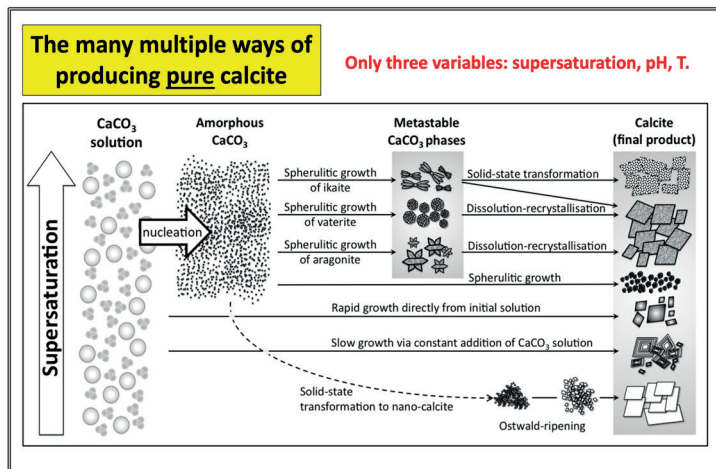 The many multiple ways of
producing pure calcite
Only three variables: supersaturation, pH, T.
CaCO₃
solution
Amorphous
CaCO₃
Metastable
CaCO₃ phases
Calcite
(final product)
Supersaturation
nucleation
Spherulitic growth
of ikaite
Solid-state transformation
Spherulitic growth
of vaterite
Dissolution-recrystallisation
Spherulitic growth
of aragonite
Dissolution-recrystallisation
Spherulitic growth
Rapid growth directly from initial solution
Slow growth via constant addition of CaCO₃ solution
Solid-state
transformation to nano-calcite
Ostwald-ripening